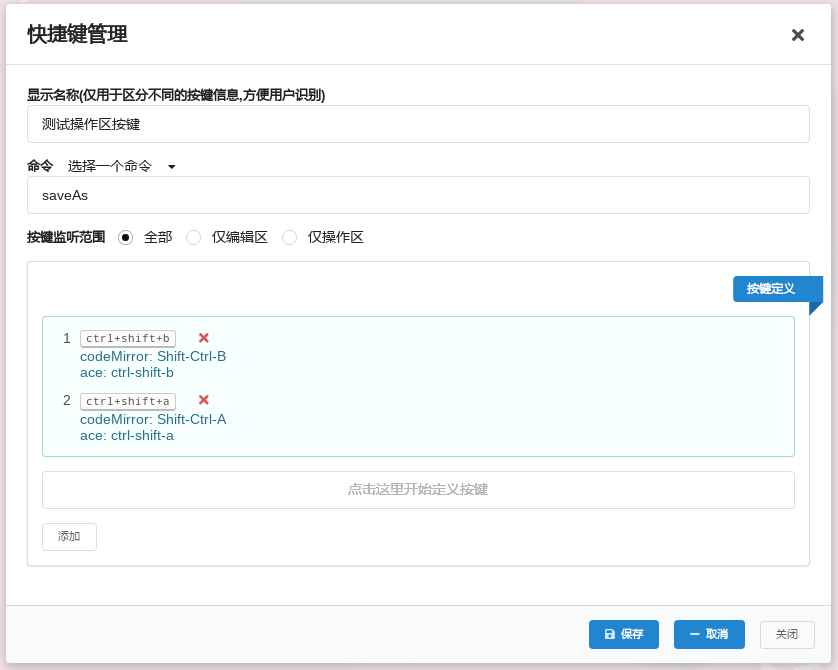 快捷键管理
显示名称(仅用于区分不同的按键信息,方便用户识别)
测试操作区按键
命令 选择一个命令
saveAs
按键监听范围 全部 仅编辑区 仅操作区
按键定义
1 ctrl+shift+b
codeMirror: Shift-Ctrl-B
ace: ctrl-shift-b
2 ctrl+shift+a
codeMirror: Shift-Ctrl-A
ace: ctrl-shift-a
点击这里开始定义按键
添加
保存 取消 关闭